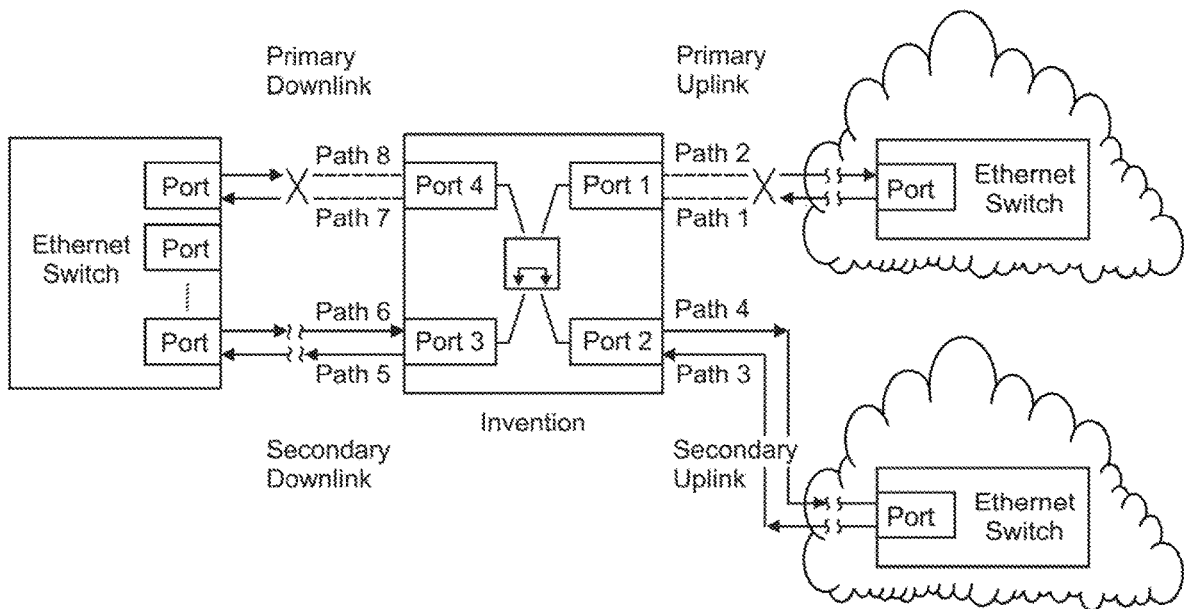 Primary
Downlink
Primary
Uplink
Path 8
Path 2
Port
Port 4
Port 1
Port
Ethernet
Switch
Path 7
Path 1
Ethernet
Switch
Port
Path 6
Path 4
Port
Port 3
Port 2
Path 5
Path 3
Invention
Secondary
Downlink
Secondary
Uplink
Port
Ethernet
Switch